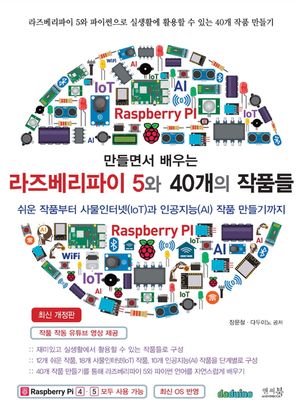 라즈베리파이 5와 파이썬으로 실생활에 활용할 수 있는 40개 작품 만들기
IoT
AI
IoT
AI
Raspberry Pi
만들면서 배우는
라즈베리파이 5와 40개의 작품들
쉬운 작품부터 사물인터넷(IoT)과 인공지능(AI) 작품 만들기까지
Raspberry Pi
WiFi
IoT
AI
IoT
최신 개정판
장문철, 다두이노 공저
작품 작동 유튜브 영상 제공
:: 재미있고 실생활에서 활용할 수 있는 작품들로 구성
:: 12개 쉬운 작품, 18개 사물인터넷(IoT) 작품, 10개 인공지능(AI) 작품을 단계별로 구성
:: 40개 작품 만들기를 통해 라즈베리파이 5와 파이썬 언어를 자연스럽게 배우기
Raspberry Pi 4 · 5 모두 사용 가능
최신 OS 반영
daduino
앤써북